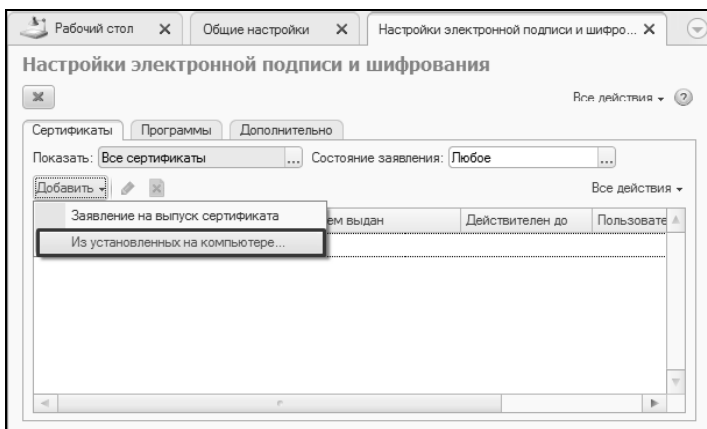 Рабочий стол Общие настройки Настройки электронной подписи и шифро...
Настройки электронной подписи и шифрования
Все действия
Сертификаты Программы Дополнительно
Показать: Все сертификаты ... Состояние заявления: Любое ...
Добавить Все действия
Заявление на выпуск сертификата ем выдан Действителен до Пользовате
Из установленных на компьютере...